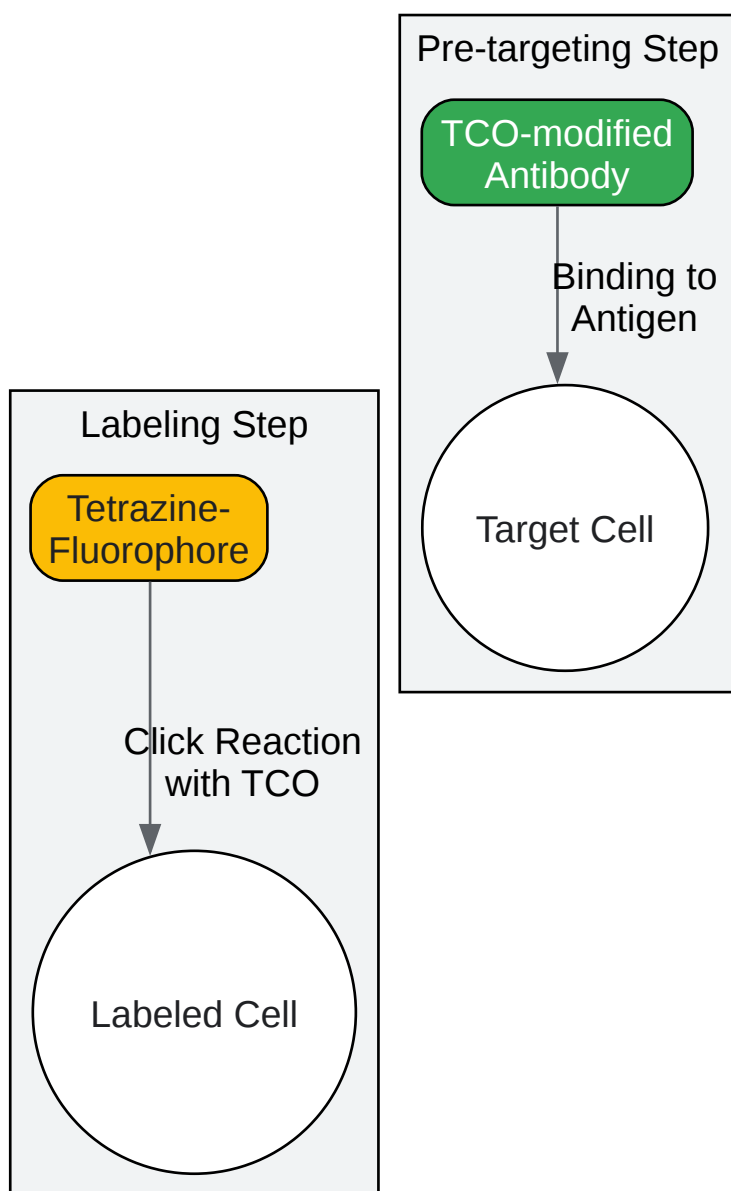 Pre-targeting Step
TCO-modified
Antibody
Binding to
Antigen
Target Cell
Labeling Step
Tetrazine-
Fluorophore
Click Reaction
with TCO
Labeled Cell